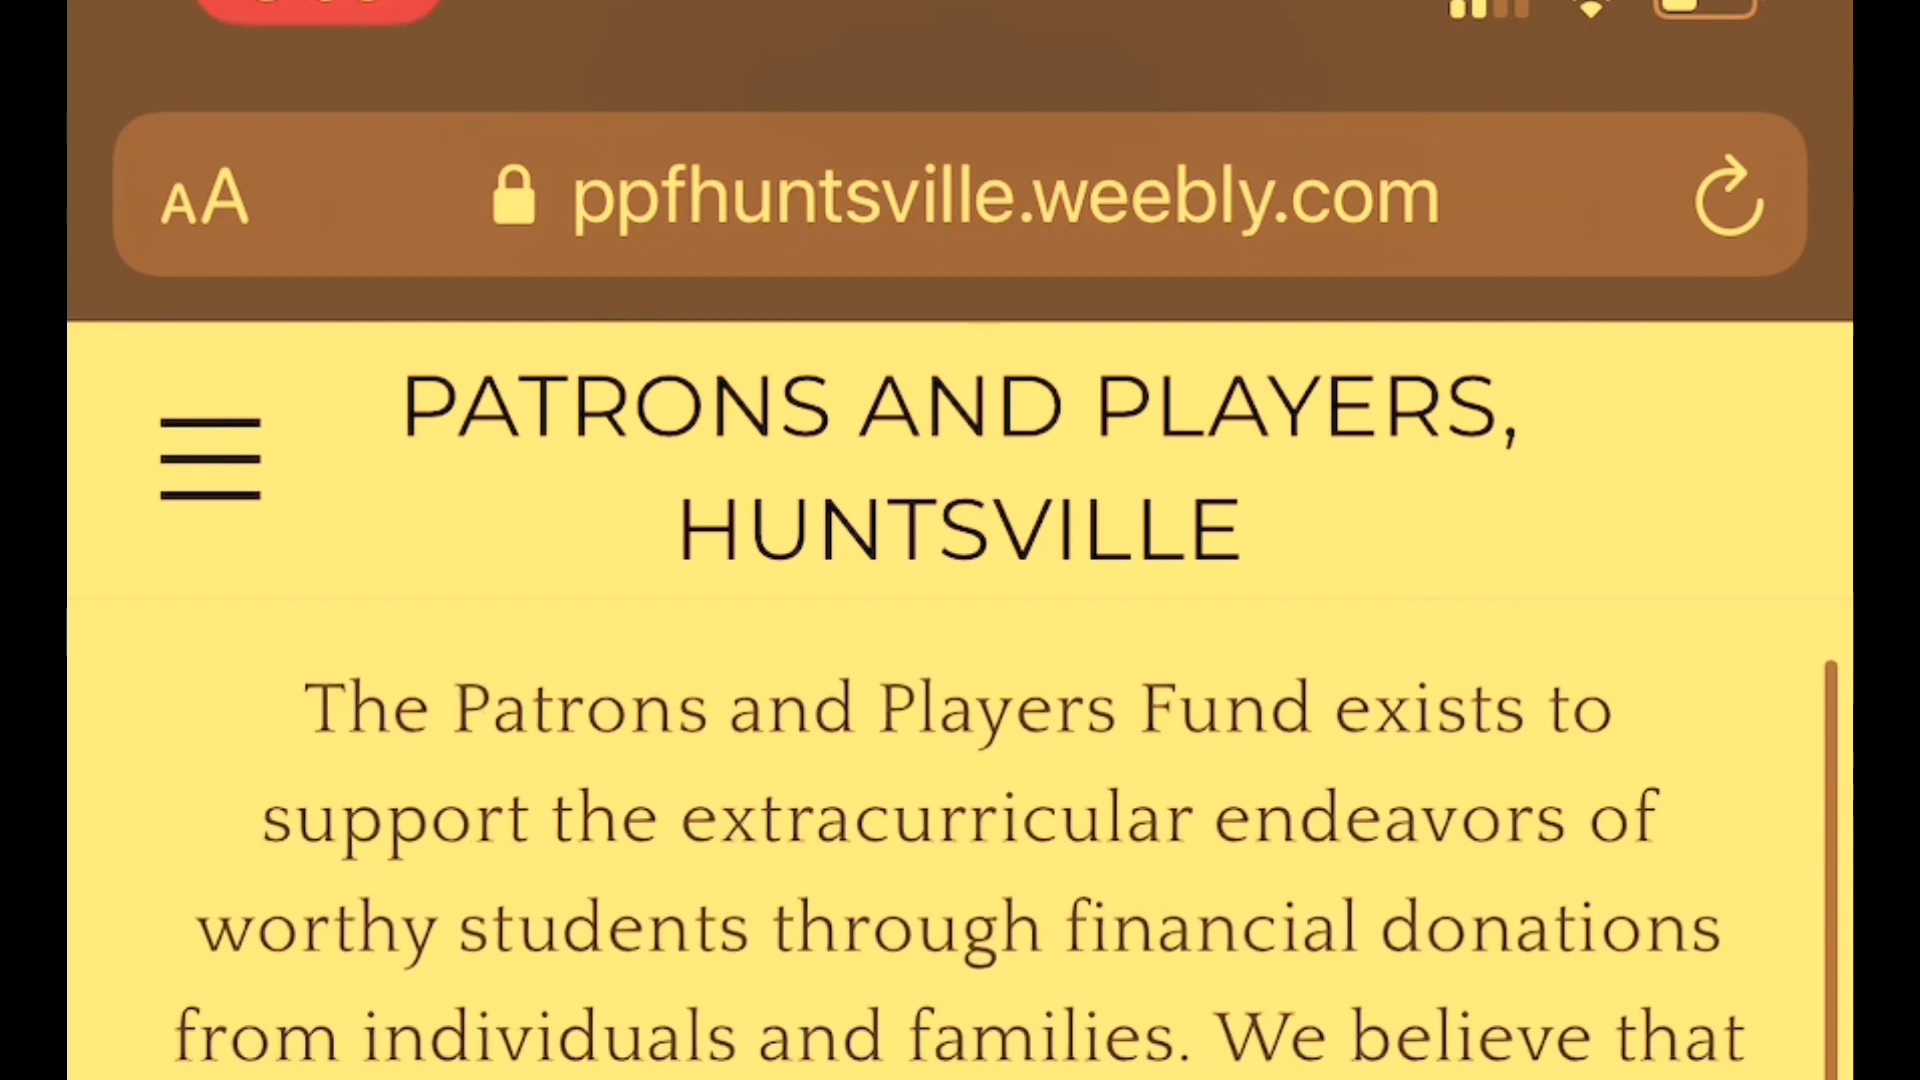 AA ppfhuntsville.weebly.com
PATRONS AND PLAYERS,
HUNTSVILLE
The Patrons and Players Fund exists to
support the extracurricular endeavors of
worthy students through financial donations
from individuals and families. We believe that